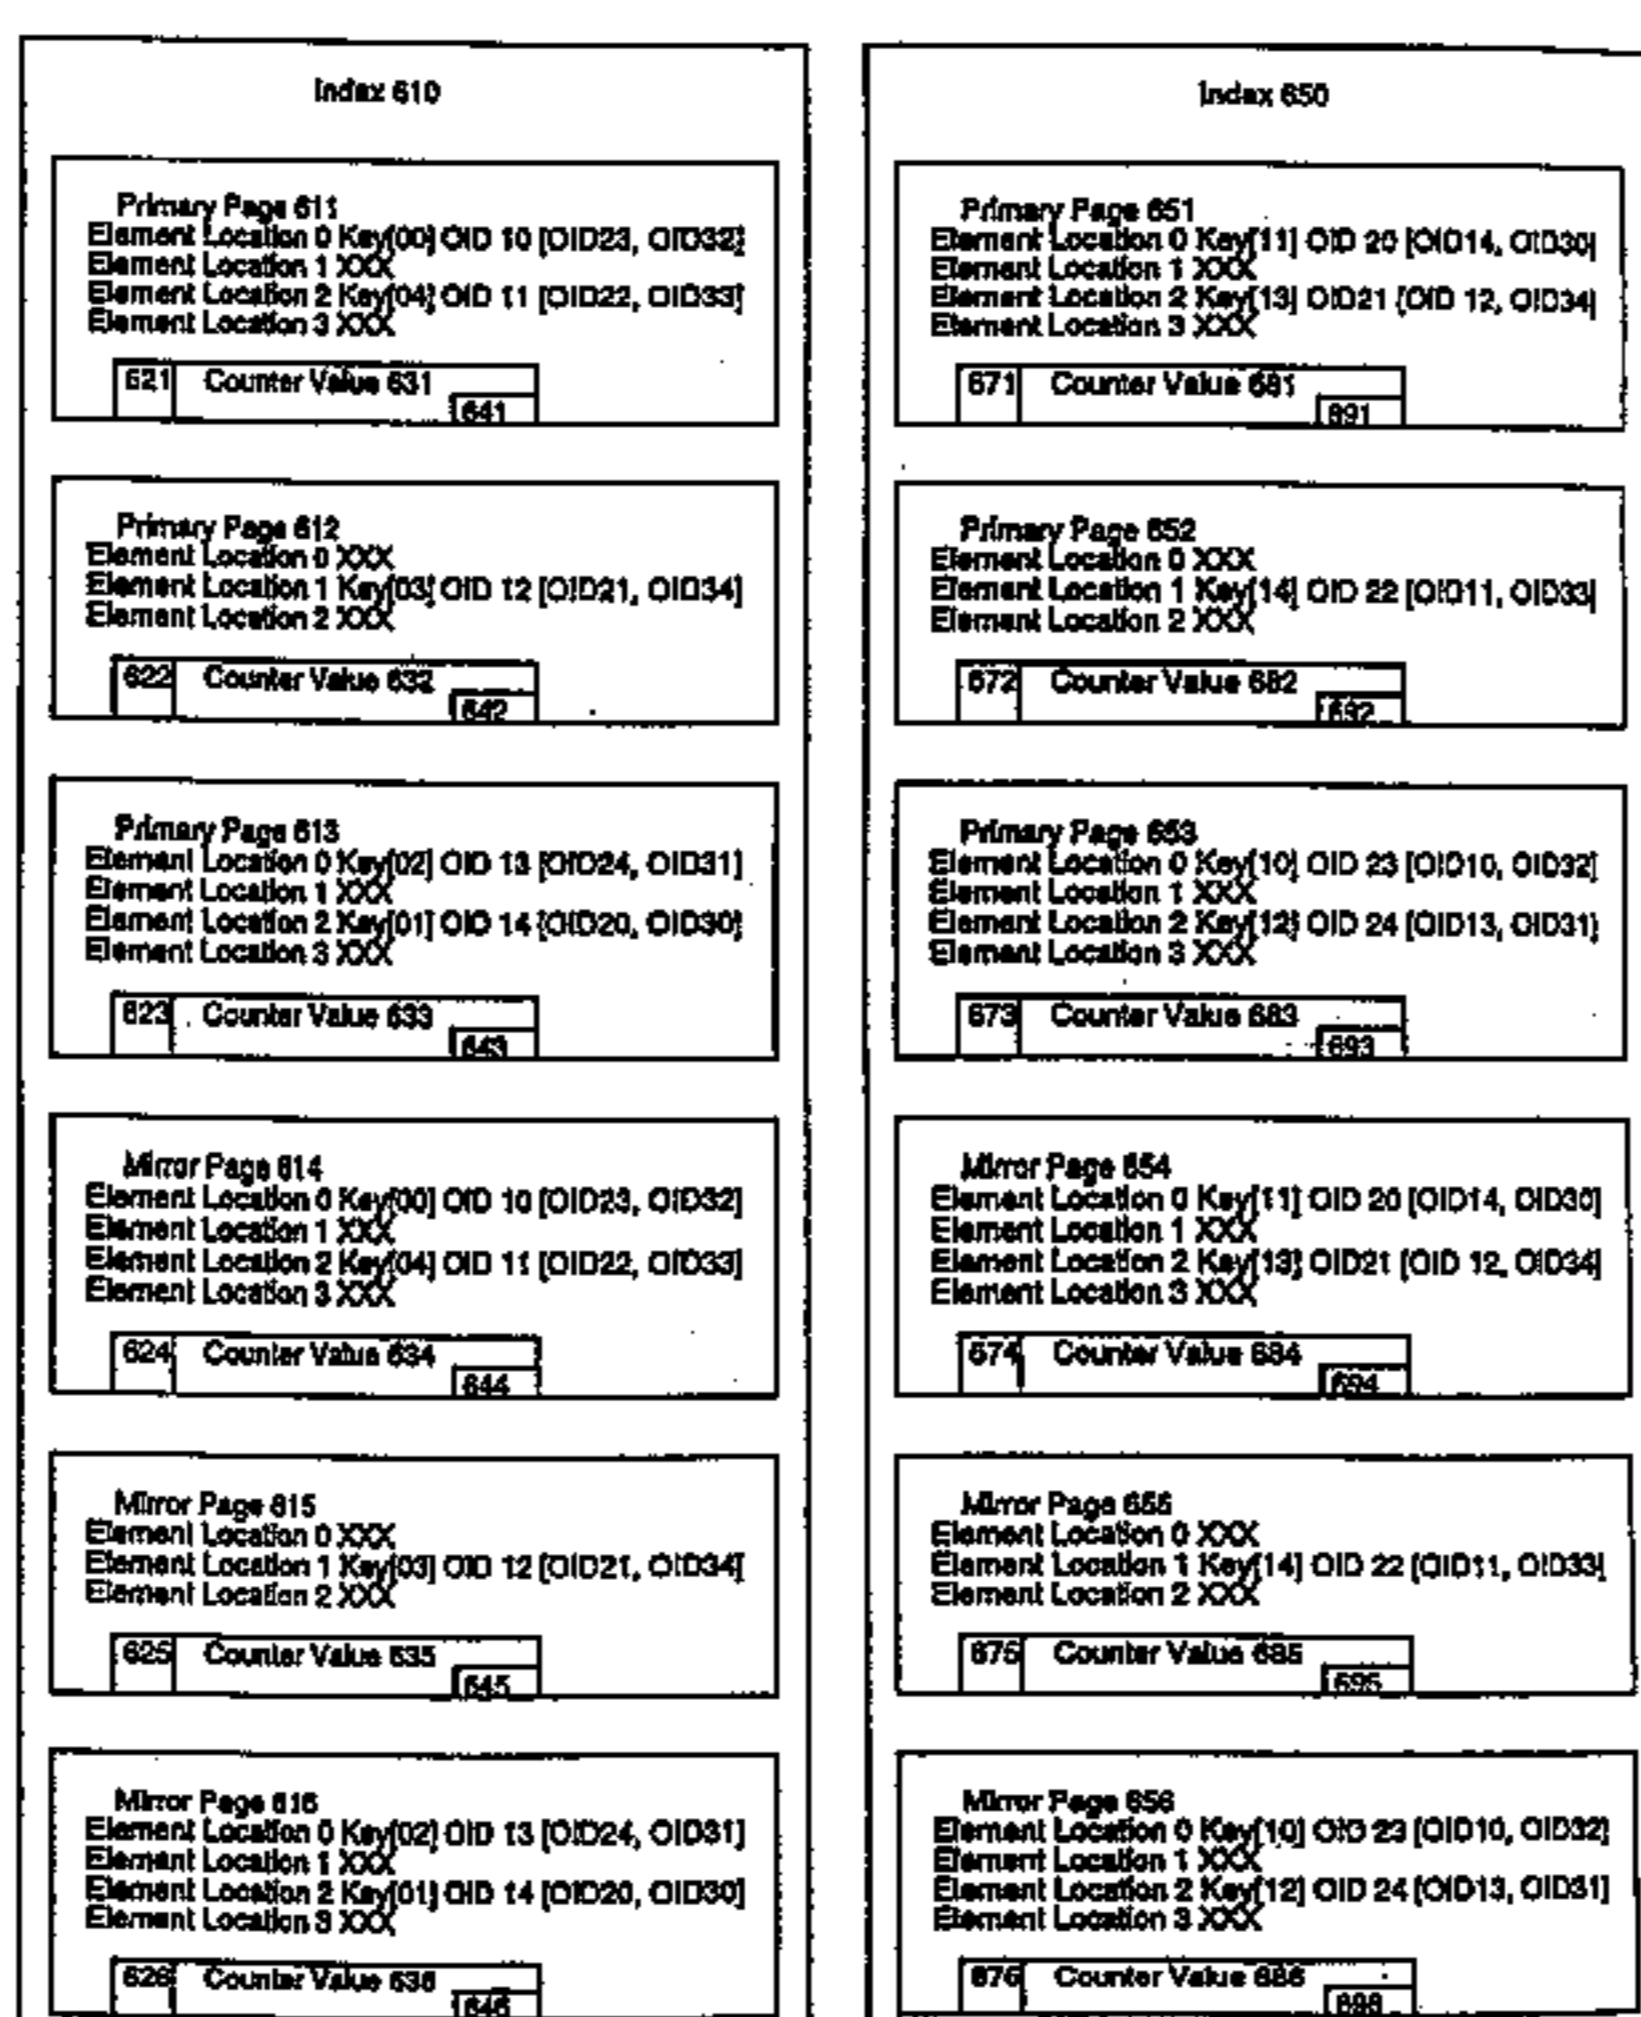 Index 610
Primary Page 611
Element Location 0 Key[00] OID 10 [OID23, OID32]
Element Location 1 XXX
Element Location 2 Key[04] OID 11 [OID22, OID33]
Element Location 3 XXX
621 Counter Value 631
641
Primary Page 612
Element Location 0 XXX
Element Location 1 Key[03] OID 12 [OID21, OID34]
Element Location 2 XXX
622 Counter Value 632
642
Primary Page 613
Element Location 0 Key[02] OID 13 [OID24, OID31]
Element Location 1 XXX
Element Location 2 Key[01] OID 14 [OID20, OID30]
Element Location 3 XXX
623 Counter Value 633
643
Mirror Page 614
Element Location 0 Key[00] OID 10 [OID23, OID32]
Element Location 1 XXX
Element Location 2 Key[04] OID 11 [OID22, OID33]
Element Location 3 XXX
624 Counter Value 634
644
Mirror Page 615
Element Location 0 XXX
Element Location 1 Key[03] OID 12 [OID21, OID34]
Element Location 2 XXX
625 Counter Value 635
645
Mirror Page 616
Element Location 0 Key[02] OID 13 [OID24, OID31]
Element Location 1 XXX
Element Location 2 Key[01] OID 14 [OID20, OID30]
Element Location 3 XXX
626 Counter Value 636
646
Index 650
Primary Page 651
Element Location 0 Key[11] OID 20 [OID14, OID30]
Element Location 1 XXX
Element Location 2 Key[13] OID21 [OID 12, OID34]
Element Location 3 XXX
671 Counter Value 681
691
Primary Page 652
Element Location 0 XXX
Element Location 1 Key[14] OID 22 [OID11, OID33]
Element Location 2 XXX
672 Counter Value 682
692
Primary Page 653
Element Location 0 Key[10] OID 23 [OID10, OID32]
Element Location 1 XXX
Element Location 2 Key[12] OID 24 [OID13, OID31]
Element Location 3 XXX
673 Counter Value 683
693
Mirror Page 654
Element Location 0 Key[11] OID 20 [OID14, OID30]
Element Location 1 XXX
Element Location 2 Key[13] OID21 [OID 12, OID34]
Element Location 3 XXX
674 Counter Value 684
694
Mirror Page 655
Element Location 0 XXX
Element Location 1 Key[14] OID 22 [OID11, OID33]
Element Location 2 XXX
675 Counter Value 685
695
Mirror Page 656
Element Location 0 Key[10] OID 23 [OID10, OID32]
Element Location 1 XXX
Element Location 2 Key[12] OID 24 [OID13, OID31]
Element Location 3 XXX
676 Counter Value 686
696